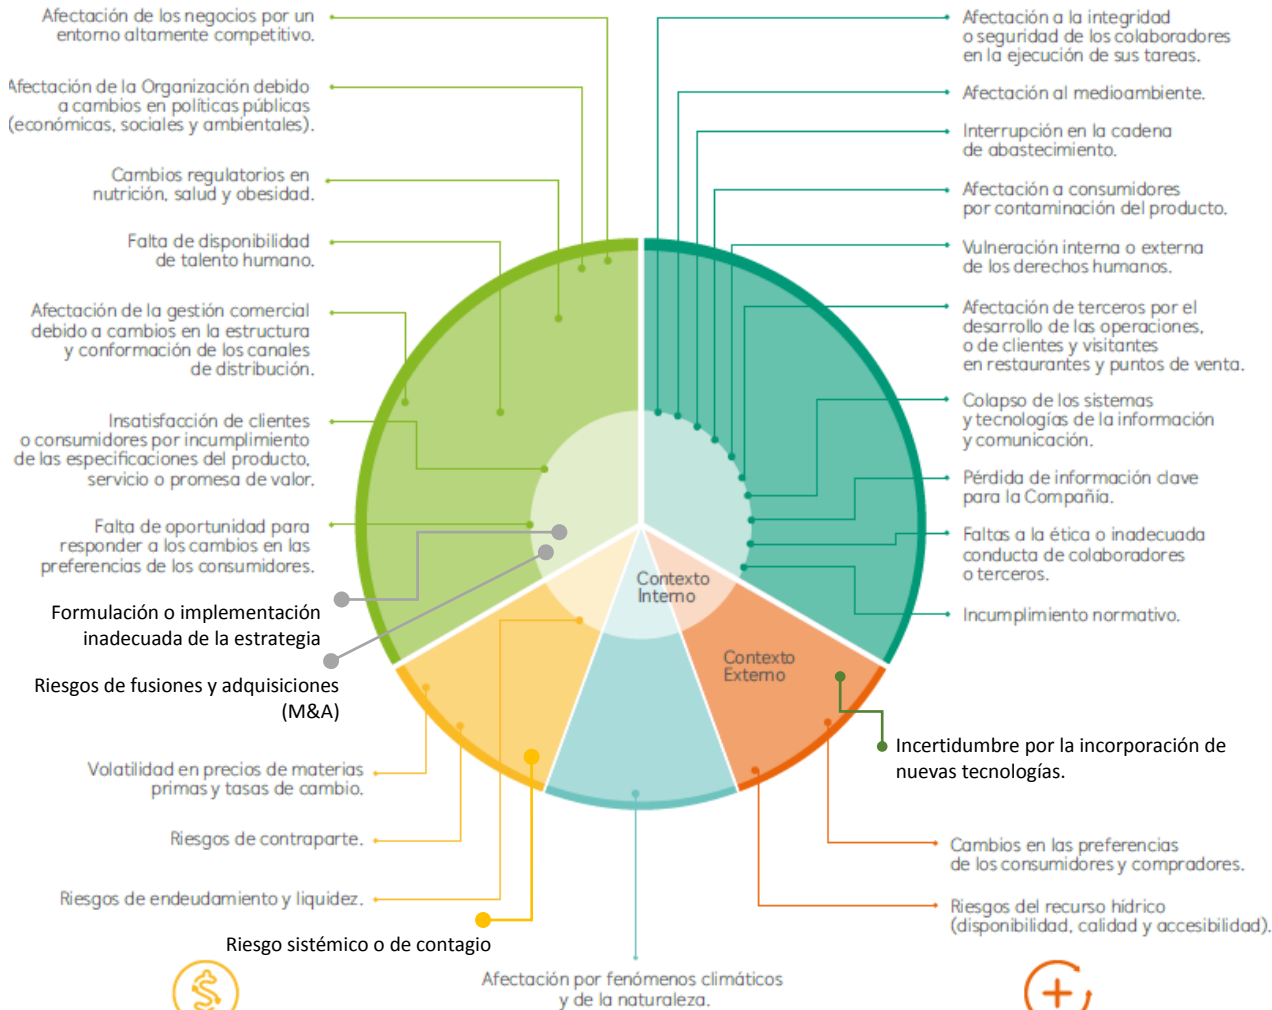 Afectación de los negocios por un
entorno altamente competitivo.
Afectación de la Organización debido
a cambios en políticas públicas
(económicas, sociales y ambientales).
Cambios regulatorios en
nutrición, salud y obesidad.
Falta de disponibilidad
de talento humano.
Afectación de la gestión comercial
debido a cambios en la estructura
y conformación de los canales
de distribución.
Insatisfacción de clientes
o consumidores por incumplimiento
de las especificaciones del producto,
servicio o promesa de valor.
Falta de oportunidad para
responder a los cambios en las
preferencias de los consumidores.
Formulación o implementación
inadecuada de la estrategia
Riesgos de fusiones y adquisiciones
(M&A)
Volatilidad en precios de materias
primas y tasas de cambio.
Riesgos de contraparte.
Riesgos de endeudamiento y liquidez.
Riesgo sistémico o de contagio
Contexto
Interno
Contexto
Externo
Afectación por fenómenos climáticos
y de la naturaleza.
Afectación a la integridad
o seguridad de los colaboradores
en la ejecución de sus tareas.
Afectación al medioambiente.
Interrupción en la cadena
de abastecimiento.
Afectación a consumidores
por contaminación del producto.
Vulneración interna o externa
de los derechos humanos.
Afectación de terceros por el
desarrollo de las operaciones,
o de clientes y visitantes
en restaurantes y puntos de venta.
Colapso de los sistemas
y tecnologías de la información
y comunicación.
Pérdida de información clave
para la Compañía.
Faltas a la ética o inadecuada
conducta de colaboradores
o terceros.
Incumplimiento normativo.
Incertidumbre por la incorporación de
nuevas tecnologías.
Cambios en las preferencias
de los consumidores y compradores.
Riesgos del recurso hídrico
(disponibilidad, calidad y accesibilidad).